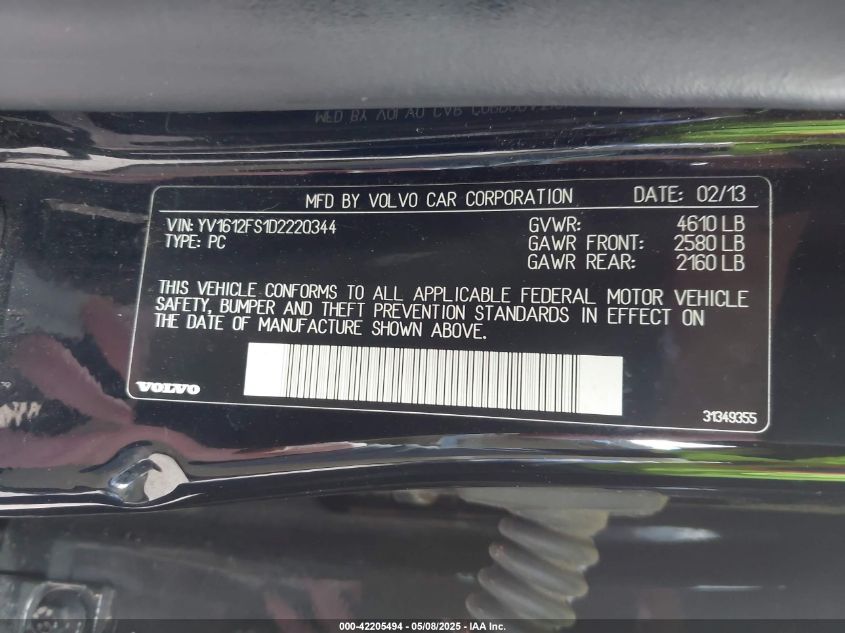 MFD BY VOLVO CAR CORPORATION DATE: 02/13
VIN: YV1612FS1D2220344 GVWR: 4610 LB
TYPE: PC GAWR FRONT: 2580 LB
GAWR REAR: 2160 LB
THIS VEHICLE CONFORMS TO ALL APPLICABLE FEDERAL MOTOR VEHICLE
SAFETY, BUMPER AND THEFT PREVENTION STANDARDS IN EFFECT ON
THE DATE OF MANUFACTURE SHOWN ABOVE.
VOLVO
31349355
000-42205494 - 05/08/2025 - IAA Inc.